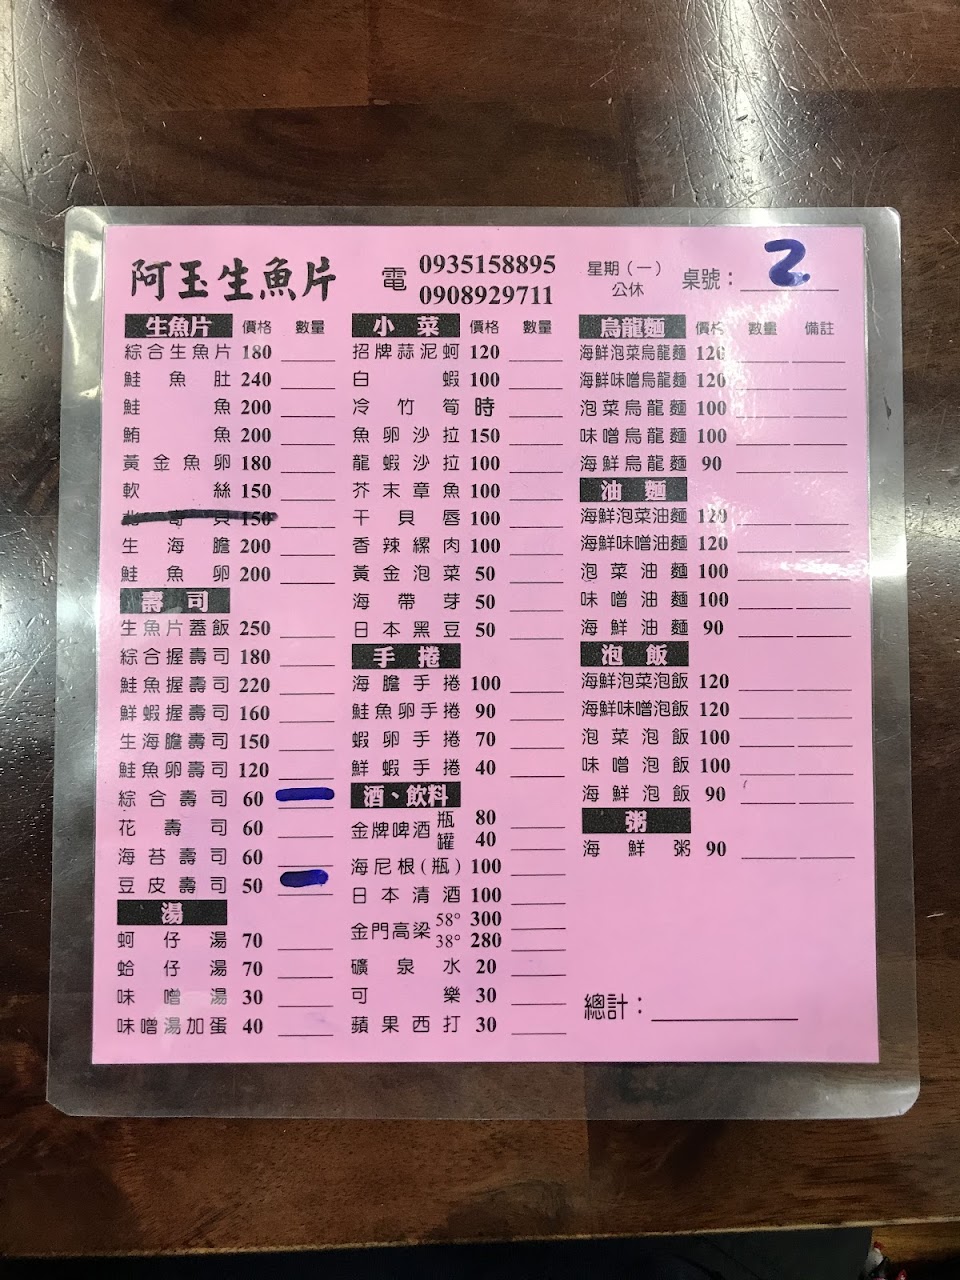 阿玉生魚片
電 0935158895
0908929711
星期（一）
公休
桌號：2
生魚片 價格 數量
綜合生魚片 180
鮭魚肚 240
鮭魚 200
鮪魚 200
黃金魚卵 180
軟絲 150
北寄貝 150
生海膽 200
鮭魚卵 200
壽司
生魚片蓋飯 250
綜合握壽司 180
鮭魚握壽司 220
鮮蝦握壽司 160
生海膽壽司 150
鮭魚卵壽司 120
綜合壽司 60
花壽司 60
海苔壽司 60
豆皮壽司 50
湯
蚵仔湯 70
蛤仔湯 70
味噌湯 30
味噌湯加蛋 40
小菜 價格 數量
招牌蒜泥蚵 120
白蝦 100
冷竹筍 時
魚卵沙拉 150
龍蝦沙拉 100
芥末章魚 100
干貝唇 100
香辣螺肉 100
黃金泡菜 50
海帶芽 50
日本黑豆 50
手捲
海膽手捲 100
鮭魚卵手捲 90
蝦卵手捲 70
鮮蝦手捲 40
酒、飲料
金牌啤酒 瓶 80
罐 40
海尼根(瓶) 100
日本清酒 100
金門高梁 58° 300
38° 280
礦泉水 20
可樂 30
蘋果西打 30
烏龍麵 價格 數量 備註
海鮮泡菜烏龍麵 120
海鮮味噌烏龍麵 120
泡菜烏龍麵 100
味噌烏龍麵 100
海鮮烏龍麵 90
油麵
海鮮泡菜油麵 120
海鮮味噌油麵 120
泡菜油麵 100
味噌油麵 100
海鮮油麵 90
泡飯
海鮮泡菜泡飯 120
海鮮味噌泡飯 120
泡菜泡飯 100
味噌泡飯 100
海鮮泡飯 90
粥
海鮮粥 90
總計：